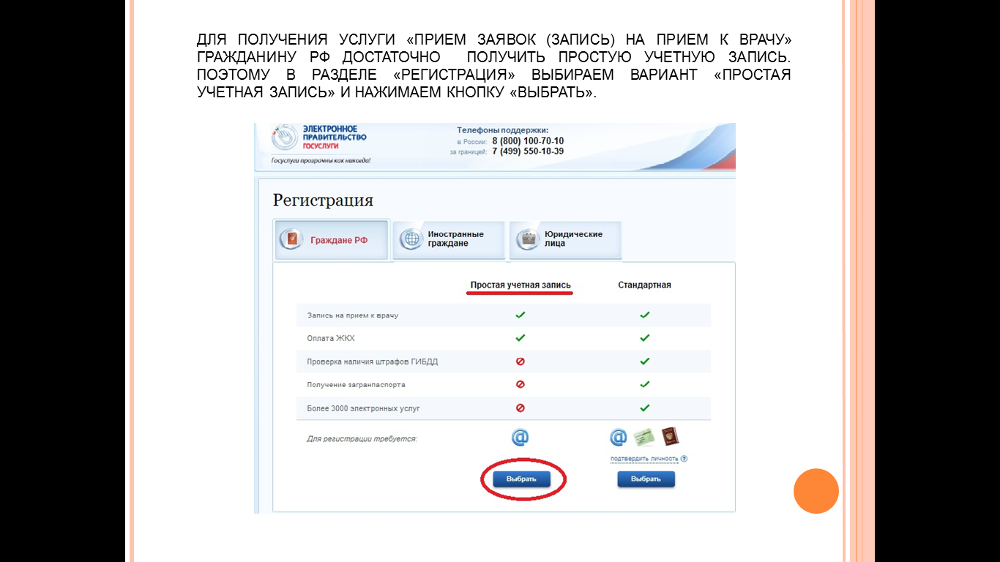 ДЛЯ ПОЛУЧЕНИЯ УСЛУГИ «ПРИЕМ ЗАЯВОК (ЗАПИСЬ) НА ПРИЕМ К ВРАЧУ»
ГРАЖДАНИНУ РФ ДОСТАТОЧНО ПОЛУЧИТЬ ПРОСТУЮ УЧЕТНУЮ ЗАПИСЬ.
ПОЭТОМУ В РАЗДЕЛЕ «РЕГИСТРАЦИЯ» ВЫБИРАЕМ ВАРИАНТ «ПРОСТАЯ
УЧЕТНАЯ ЗАПИСЬ» И НАЖИМАЕМ КНОПКУ «ВЫБРАТЬ».
ЭЛЕКТРОННОЕ
ПРАВИТЕЛЬСТВО
ГОСУСЛУГИ
Госуслуги прозрачны как никогда!
Телефоны поддержки:
в России: 8 (800) 100-70-10
за границей: 7 (499) 550-18-39
Регистрация
Граждане РФ
Иностранные
граждане
Юридические
лица
Простая учетная запись Стандартная
Запись на прием к врачу
Оплата ЖКХ
Проверка наличия штрафов ГИБДД
Получение загранпаспорта
Более 3000 электронных услуг
Для регистрации требуется:
подтвердить личность ?
Выбрать Выбрать